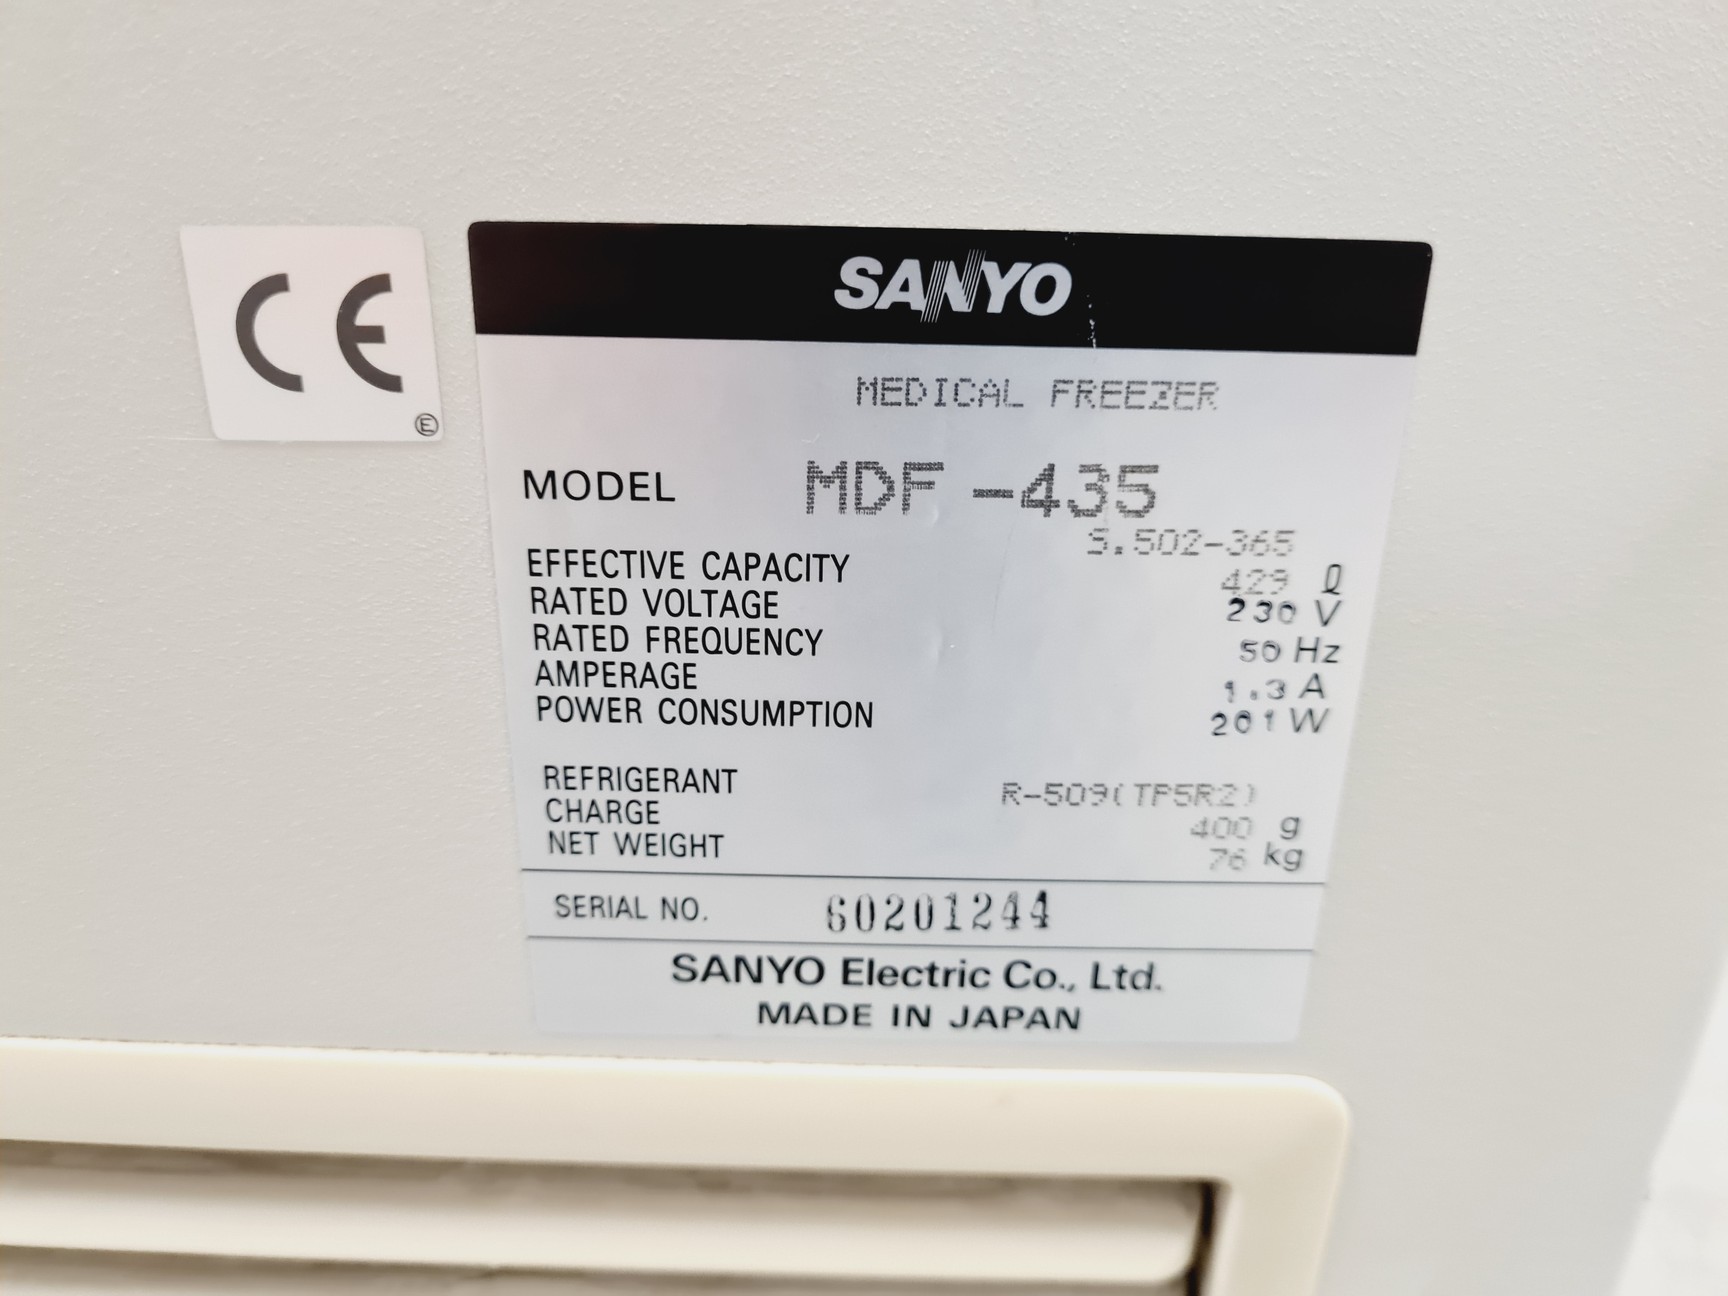 CE
Ⓔ
SANYO
MEDICAL FREEZER
MODEL MDF-435
S.502-365
EFFECTIVE CAPACITY 429 ℓ
RATED VOLTAGE 230 V
RATED FREQUENCY 50 Hz
AMPERAGE 1.3 A
POWER CONSUMPTION 201 W
REFRIGERANT R-509(TP5R2)
CHARGE 400 g
NET WEIGHT 76 kg
SERIAL NO. 60201244
SANYO Electric Co., Ltd.
MADE IN JAPAN